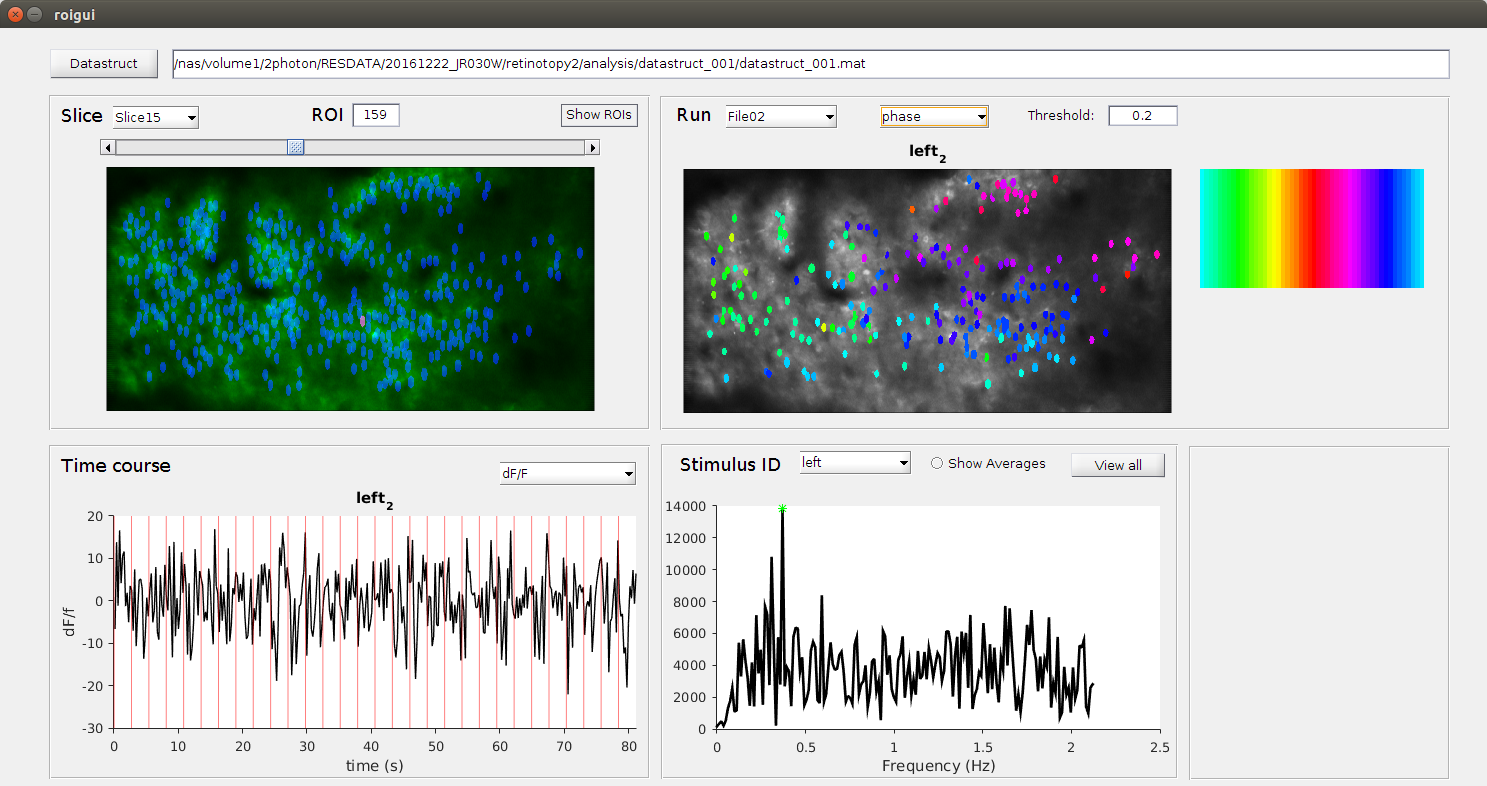 roigui
Datastruct /nas/volume1/2photon/RESDATA/20161222_JR030W/retinotopy2/analysis/datastruct_001/datastruct_001.mat
Slice Slice15 ROI 159 Show ROIs
Run File02 phase Threshold: 0.2
left2
Time course dF/F
left2
20
10
0
-10
-20
-30
dF/f
0 10 20 30 40 50 60 70 80
time (s)
Stimulus ID left Show Averages View all
14000
12000
10000
8000
6000
4000
2000
0
0 0.5 1 1.5 2 2.5
Frequency (Hz)